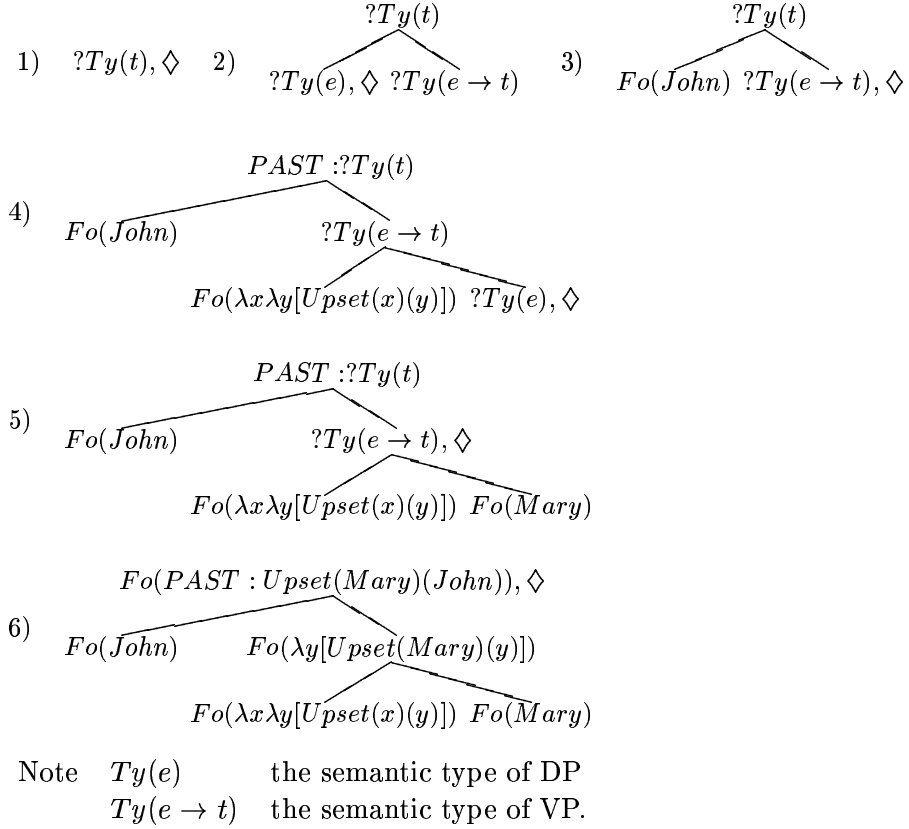 ?Ty(t)
?Ty(t)
1) ?Ty(t), ◇ 2) ?Ty(e), ◇ ?Ty(e → t)
3) Fo(John) ?Ty(e → t), ◇
PAST :?Ty(t)
4) Fo(John) ?Ty(e → t)
Fo(λxλy[Upset(x)(y)]) ?Ty(e), ◇
PAST :?Ty(t)
5) Fo(John) ?Ty(e → t), ◇
Fo(λxλy[Upset(x)(y)]) Fo(Mary)
Fo(PAST : Upset(Mary)(John)), ◇
6) Fo(John) Fo(λy[Upset(Mary)(y)])
Fo(λxλy[Upset(x)(y)]) Fo(Mary)
Note Ty(e) the semantic type of DP
Ty(e → t) the semantic type of VP.